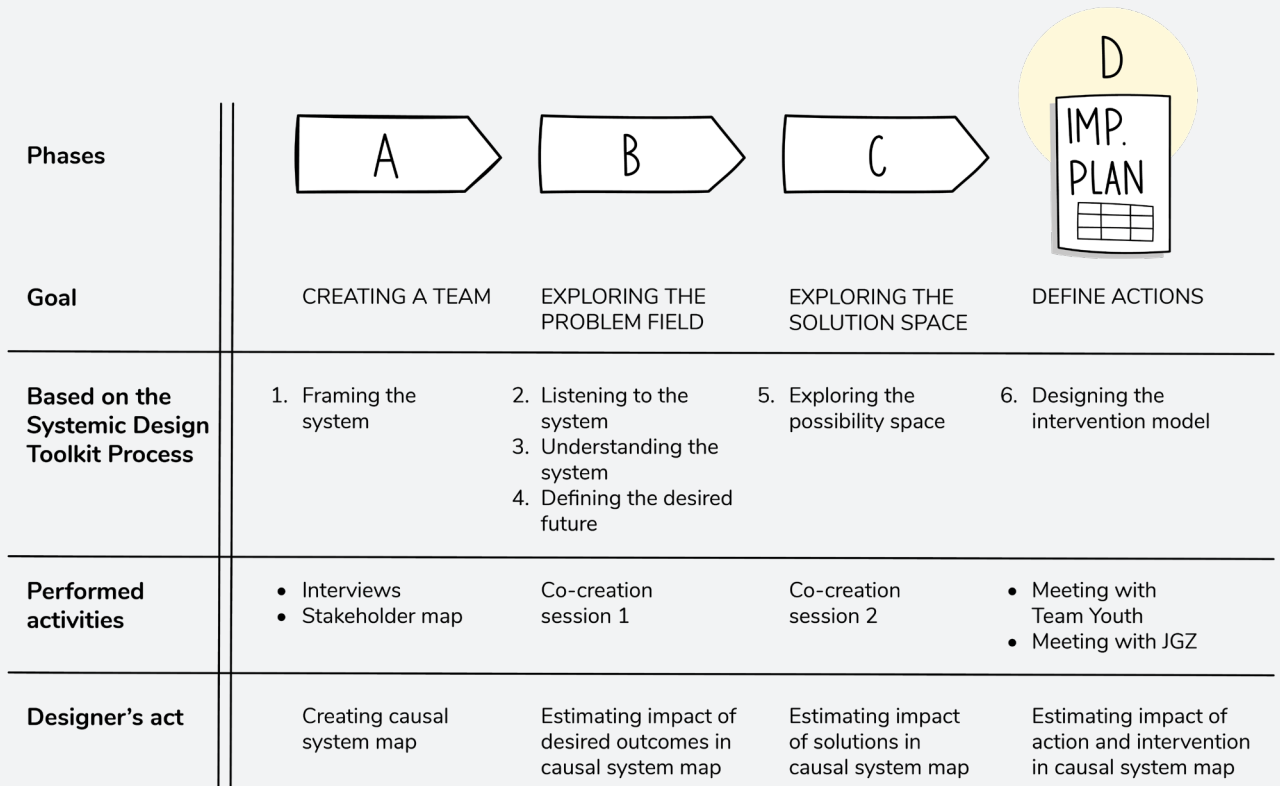 D
IMP.
PLAN
Phases
A
B
C
Goal
CREATING A TEAM
EXPLORING THE
PROBLEM FIELD
EXPLORING THE
SOLUTION SPACE
DEFINE ACTIONS
Based on the
Systemic Design
Toolkit Process
1. Framing the
system
2. Listening to the
system
3. Understanding the
system
4. Defining the desired
future
5. Exploring the
possibility space
6. Designing the
intervention model
Performed
activities
• Interviews
• Stakeholder map
Co-creation
session 1
Co-creation
session 2
• Meeting with
Team Youth
• Meeting with JGZ
Designer’s act
Creating causal
system map
Estimating impact of
desired outcomes in
causal system map
Estimating impact
of solutions in
causal system map
Estimating impact of
action and intervention
in causal system map